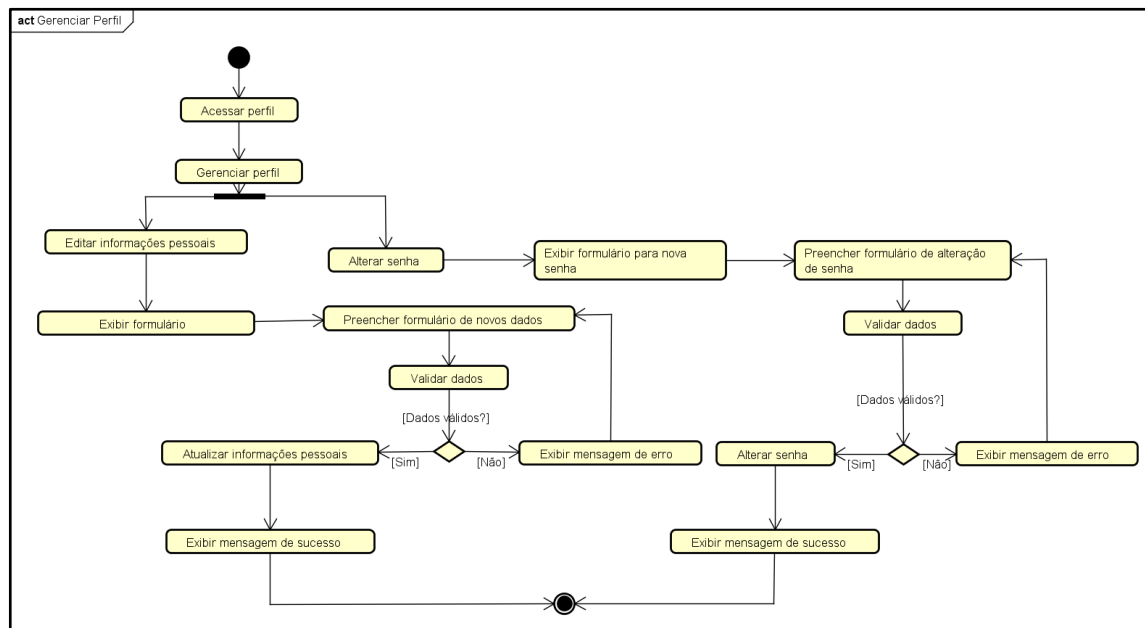 act Gerenciar Perfil
Acessar perfil
Gerenciar perfil
Editar informações pessoais
Alterar senha
Exibir formulário para nova
senha
Preencher formulário de alteração
de senha
Exibir formulário
Preencher formulário de novos dados
Validar dados
Validar dados
[Dados válidos?]
[Dados válidos?]
Atualizar informações pessoais
[Sim]
[Não]
Exibir mensagem de erro
Alterar senha
[Sim]
[Não]
Exibir mensagem de erro
Exibir mensagem de sucesso
Exibir mensagem de sucesso